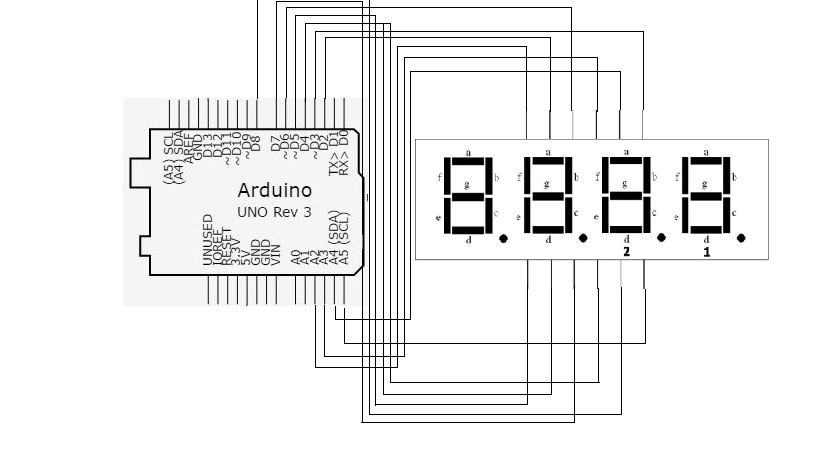 (A5) SCL
(A4) SDA
AREF
GND
D13
D12
~ D11
~ D10
~ D9
D8
D7
~ D6
~ D5
D4
~ D3
D2
TX> D1
RX> D0
Arduino
UNO Rev 3
UNUSED
IOREF
RESET
3.3V
5V
GND
GND
VIN
A0
A1
A2
A3
A4 (SDA)
A5 (SCL)
a a a a
f b f b f b f b
g g g g
e c e c e c e c
d d d d
2 1